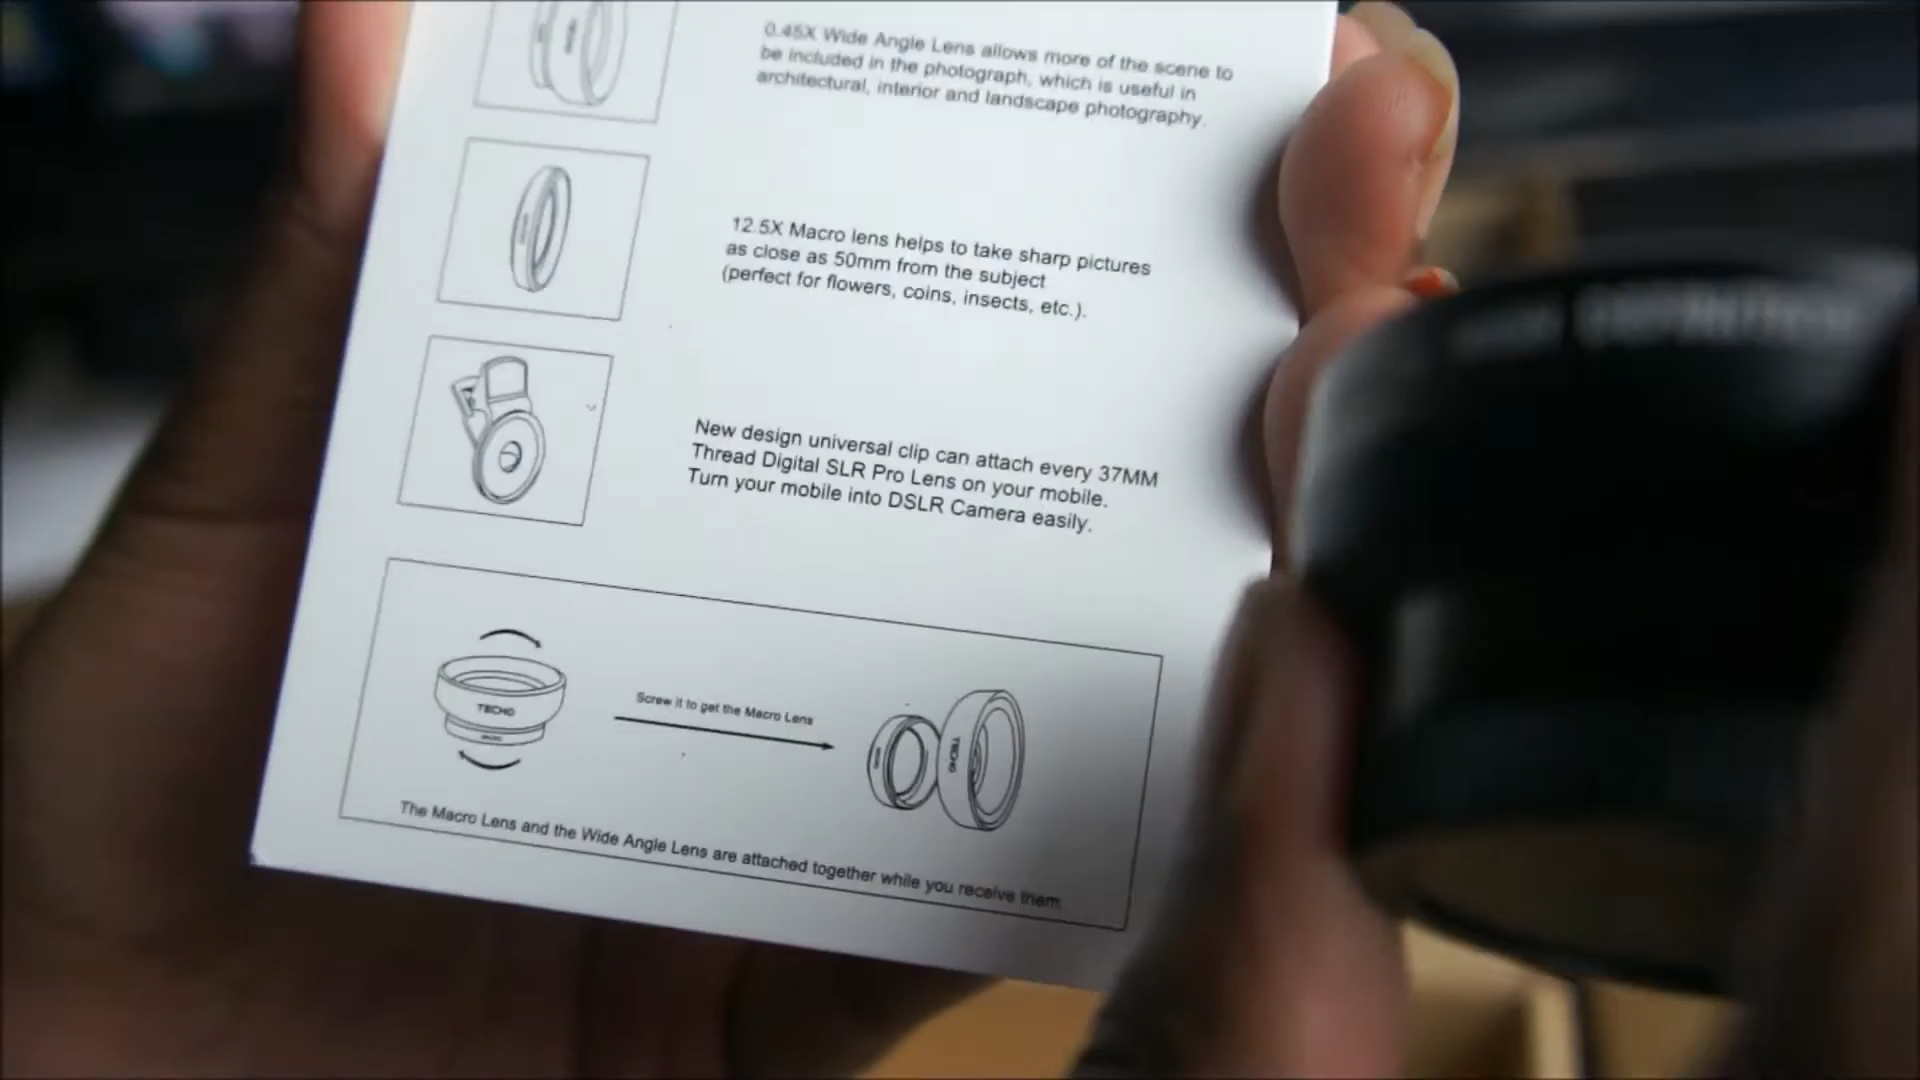 0.45X Wide Angle Lens allows more of the scene to
be included in the photograph, which is useful in
architectural, interior and landscape photography.
12.5X Macro lens helps to take sharp pictures
as close as 50mm from the subject
(perfect for flowers, coins, insects, etc.).
New design universal clip can attach every 37MM
Thread Digital SLR Pro Lens on your mobile.
Turn your mobile into DSLR Camera easily.
TECHO
Screw it to get the Macro Lens
TECHO
The Macro Lens and the Wide Angle Lens are attached together while you receive them.
DEFINITION